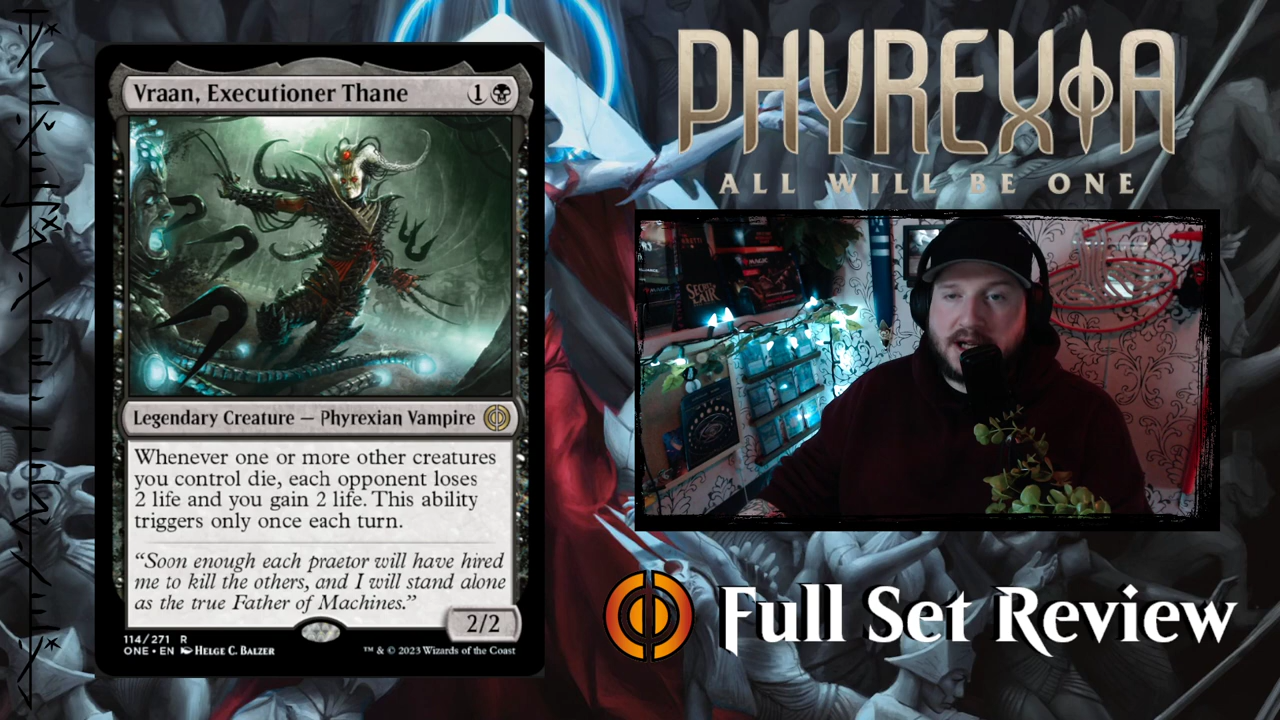 Vraan, Executioner Thane 1
Legendary Creature — Phyrexian Vampire
Whenever one or more other creatures
you control die, each opponent loses
2 life and you gain 2 life. This ability
triggers only once each turn.
“Soon enough each praetor will have hired
me to kill the others, and I will stand alone
as the true Father of Machines.”
2/2
114/271 R
ONE • EN Helge C. Balzer
™ & © 2023 Wizards of the Coast
PHYREXIA
ALL WILL BE ONE
MAGIC
SECRET
LAIR
Full Set Review